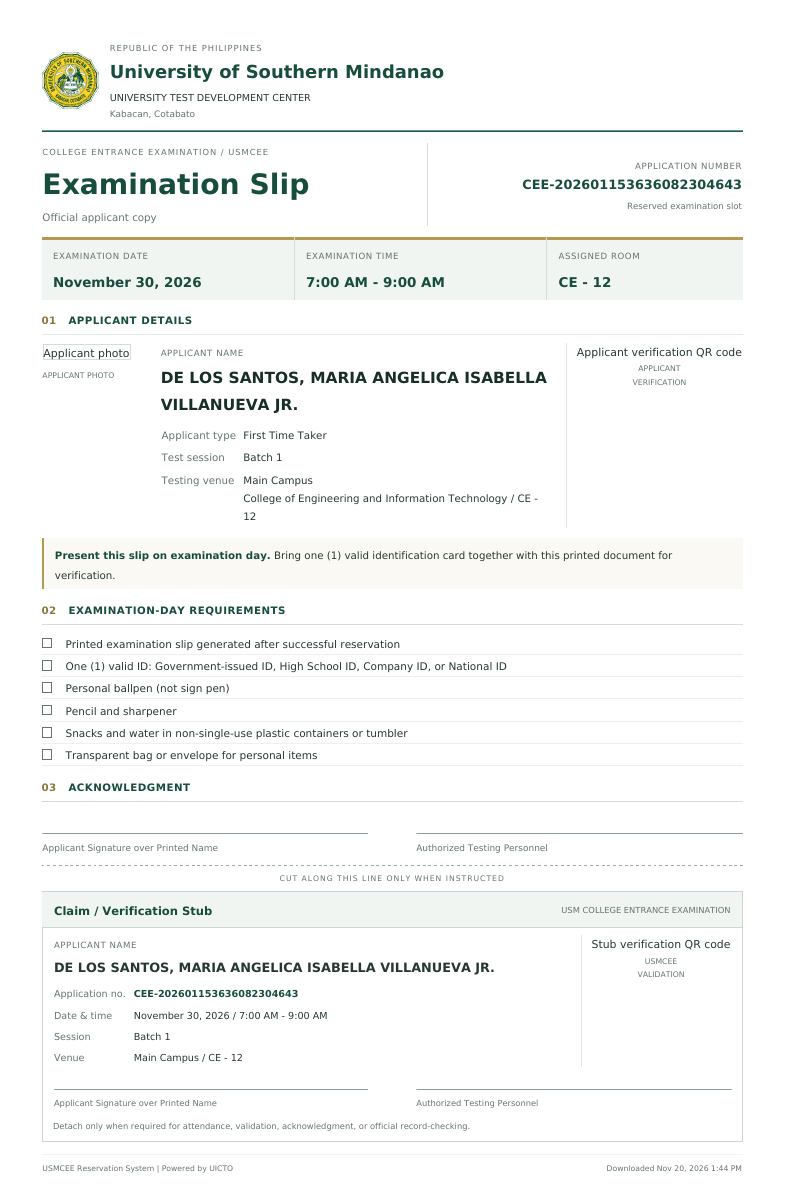 REPUBLIC OF THE PHILIPPINES
University of Southern Mindanao
UNIVERSITY TEST DEVELOPMENT CENTER
Kabacan, Cotabato
COLLEGE ENTRANCE EXAMINATION / USMCEE
Examination Slip
Official applicant copy
APPLICATION NUMBER
CEE-202601153636082304643
Reserved examination slot
EXAMINATION DATE
November 30, 2026
EXAMINATION TIME
7:00 AM - 9:00 AM
ASSIGNED ROOM
CE - 12
01 APPLICANT DETAILS
Applicant photo
APPLICANT PHOTO
APPLICANT NAME
DE LOS SANTOS, MARIA ANGELICA ISABELLA
VILLANUEVA JR.
Applicant type First Time Taker
Test session Batch 1
Testing venue Main Campus
College of Engineering and Information Technology / CE -
12
Applicant verification QR code
APPLICANT
VERIFICATION
Present this slip on examination day. Bring one (1) valid identification card together with this printed document for
verification.
02 EXAMINATION-DAY REQUIREMENTS
Printed examination slip generated after successful reservation
One (1) valid ID: Government-issued ID, High School ID, Company ID, or National ID
Personal ballpen (not sign pen)
Pencil and sharpener
Snacks and water in non-single-use plastic containers or tumbler
Transparent bag or envelope for personal items
03 ACKNOWLEDGMENT
Applicant Signature over Printed Name
Authorized Testing Personnel
CUT ALONG THIS LINE ONLY WHEN INSTRUCTED
Claim / Verification Stub
USM COLLEGE ENTRANCE EXAMINATION
APPLICANT NAME
DE LOS SANTOS, MARIA ANGELICA ISABELLA VILLANUEVA JR.
Application no. CEE-202601153636082304643
Date & time November 30, 2026 / 7:00 AM - 9:00 AM
Session Batch 1
Venue Main Campus / CE - 12
Stub verification QR code
USMCEE
VALIDATION
Applicant Signature over Printed Name
Authorized Testing Personnel
Detach only when required for attendance, validation, acknowledgment, or official record-checking.
USMCEE Reservation System | Powered by UICTO
Downloaded Nov 20, 2026 1:44 PM